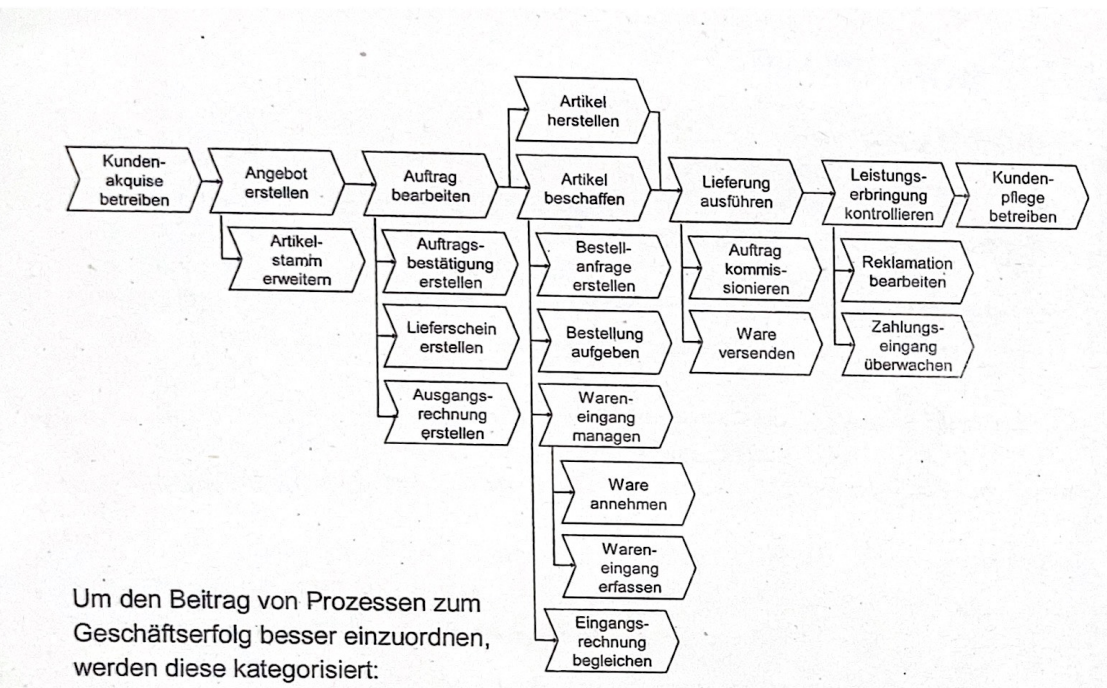 Kunden-
akquise
betreiben
Angebot
erstellen
Artikel-
stamm
erweitern
Auftrag
bearbeiten
Auftrags-
bestätigung
erstellen
Lieferschein
erstellen
Ausgangs-
rechnung
erstellen
Artikel
herstellen
Artikel
beschaffen
Bestell-
anfrage
erstellen
Bestellung
aufgeben
Waren-
eingang
managen
Ware
annehmen
Waren-
eingang
erfassen
Eingangs-
rechnung
begleichen
Lieferung
ausführen
Auftrag
kommis-
sionieren
Ware
versenden
Leistungs-
erbringung
kontrollieren
Reklamation
bearbeiten
Zahlungs-
eingang
überwachen
Kunden-
pflege
betreiben
Um den Beitrag von Prozessen zum
Geschäftserfolg besser einzuordnen,
werden diese kategorisiert: